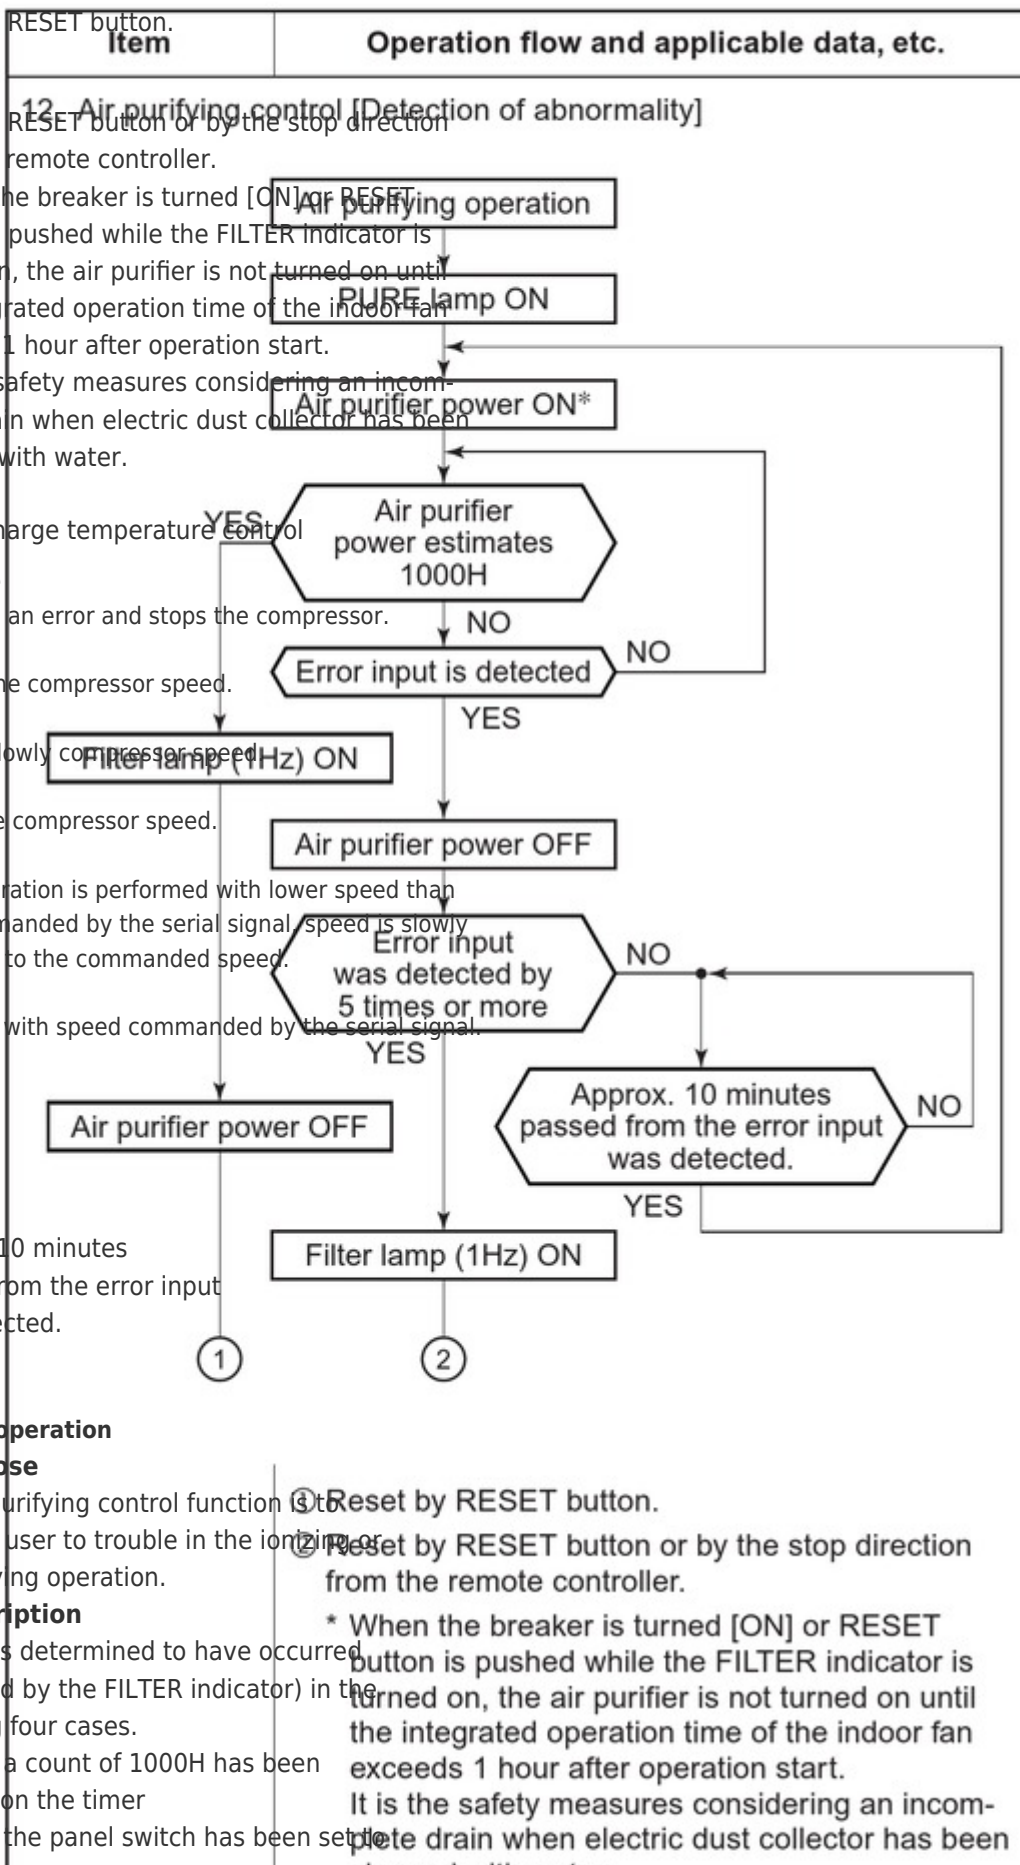 RESET button.
Item
Operation flow and applicable data, etc.
12. Air purifying control [Detection of abnormality]
RESET button or by the stop direction
remote controller.
he breaker is turned [ON] or RESET
Air purifying operation
pushed while the FILTER indicator is
n, the air purifier is not turned on until
PURE lamp ON
grated operation time of the indoor fan
1 hour after operation start.
safety measures considering an incom-
Air purifier power ON*
in when electric dust collector has been
with water.
YES
Air purifier
power estimates
1000H
harge temperature control
NO
an error and stops the compressor.
Error input is detected
NO
he compressor speed.
YES
lowly compressor speed.
Filter lamp (1Hz) ON
e compressor speed.
Air purifier power OFF
ration is performed with lower speed than
manded by the serial signal, speed is slowly
to the commanded speed.
Error input
was detected by
5 times or more
NO
with speed commanded by the serial signal.
YES
Approx. 10 minutes
passed from the error input
was detected.
NO
Air purifier power OFF
YES
10 minutes
Filter lamp (1Hz) ON
rom the error input
ected.
1
2
operation
ose
urifying control function is to
① Reset by RESET button.
user to trouble in the ionizing or
② Reset by RESET button or by the stop direction
from the remote controller.
ying operation.
ription
* When the breaker is turned [ON] or RESET
s determined to have occurred
button is pushed while the FILTER indicator is
d by the FILTER indicator) in the
turned on, the air purifier is not turned on until
four cases.
the integrated operation time of the indoor fan
a count of 1000H has been
exceeds 1 hour after operation start.
on the timer
It is the safety measures considering an incom-
the panel switch has been set to
plete drain when electric dust collector has been